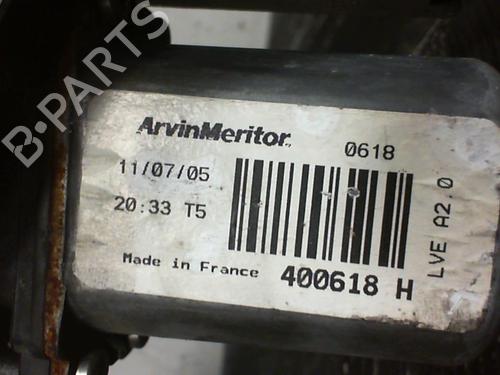 B-PARTS
ArvinMeritor
0618
11/07/05
20:33 T5
LVE A2.0
Made in France
400618 H